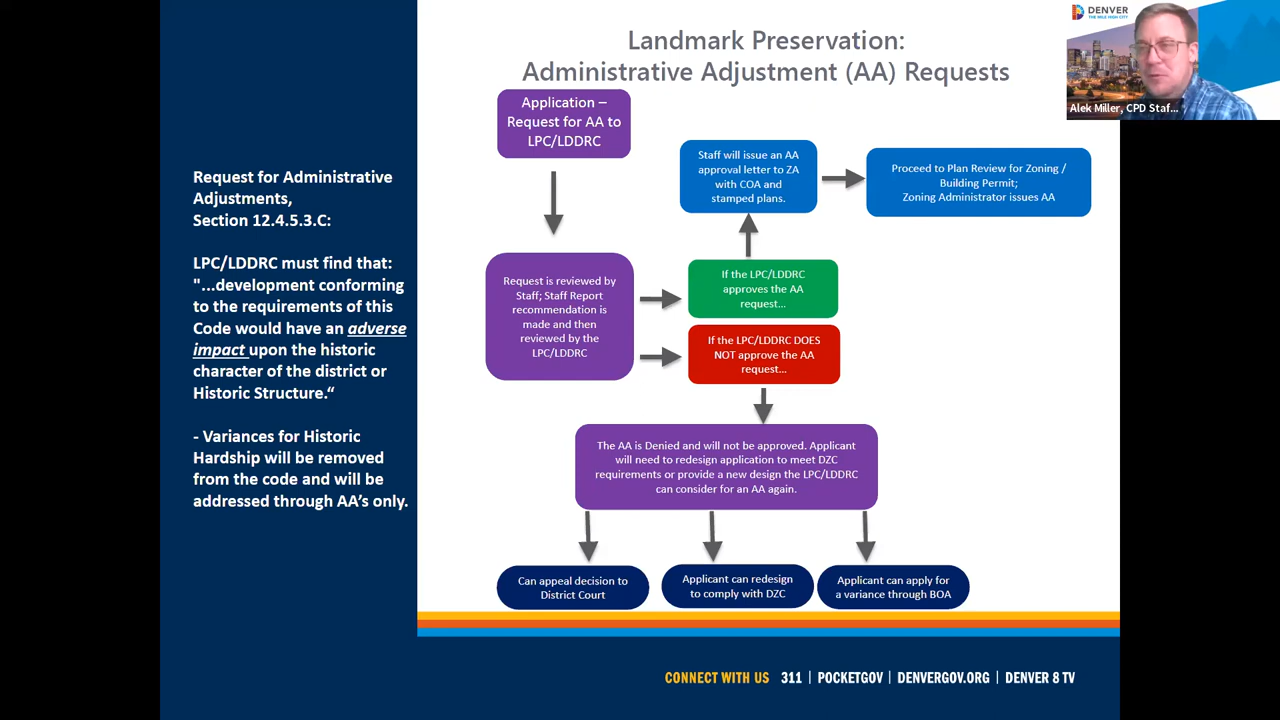 Landmark Preservation:
Administrative Adjustment (AA) Requests
DENVER
THE MILE HIGH CITY
Alek Miller, CPD Staf...
Request for Administrative
Adjustments,
Section 12.4.5.3.C:
LPC/LDDRC must find that:
"...development conforming
to the requirements of this
Code would have an adverse
impact upon the historic
character of the district or
Historic Structure.“
- Variances for Historic
Hardship will be removed
from the code and will be
addressed through AA’s only.
Application –
Request for AA to
LPC/LDDRC
Staff will issue an AA
approval letter to ZA
with COA and
stamped plans.
Proceed to Plan Review for Zoning /
Building Permit;
Zoning Administrator issues AA
Request is reviewed by
Staff; Staff Report
recommendation is
made and then
reviewed by the
LPC/LDDRC
If the LPC/LDDRC
approves the AA
request...
If the LPC/LDDRC DOES
NOT approve the AA
request...
The AA is Denied and will not be approved. Applicant
will need to redesign application to meet DZC
requirements or provide a new design the LPC/LDDRC
can consider for an AA again.
Can appeal decision to
District Court
Applicant can redesign
to comply with DZC
Applicant can apply for
a variance through BOA
CONNECT WITH US 311 | POCKETGOV | DENVERGOV.ORG | DENVER 8 TV